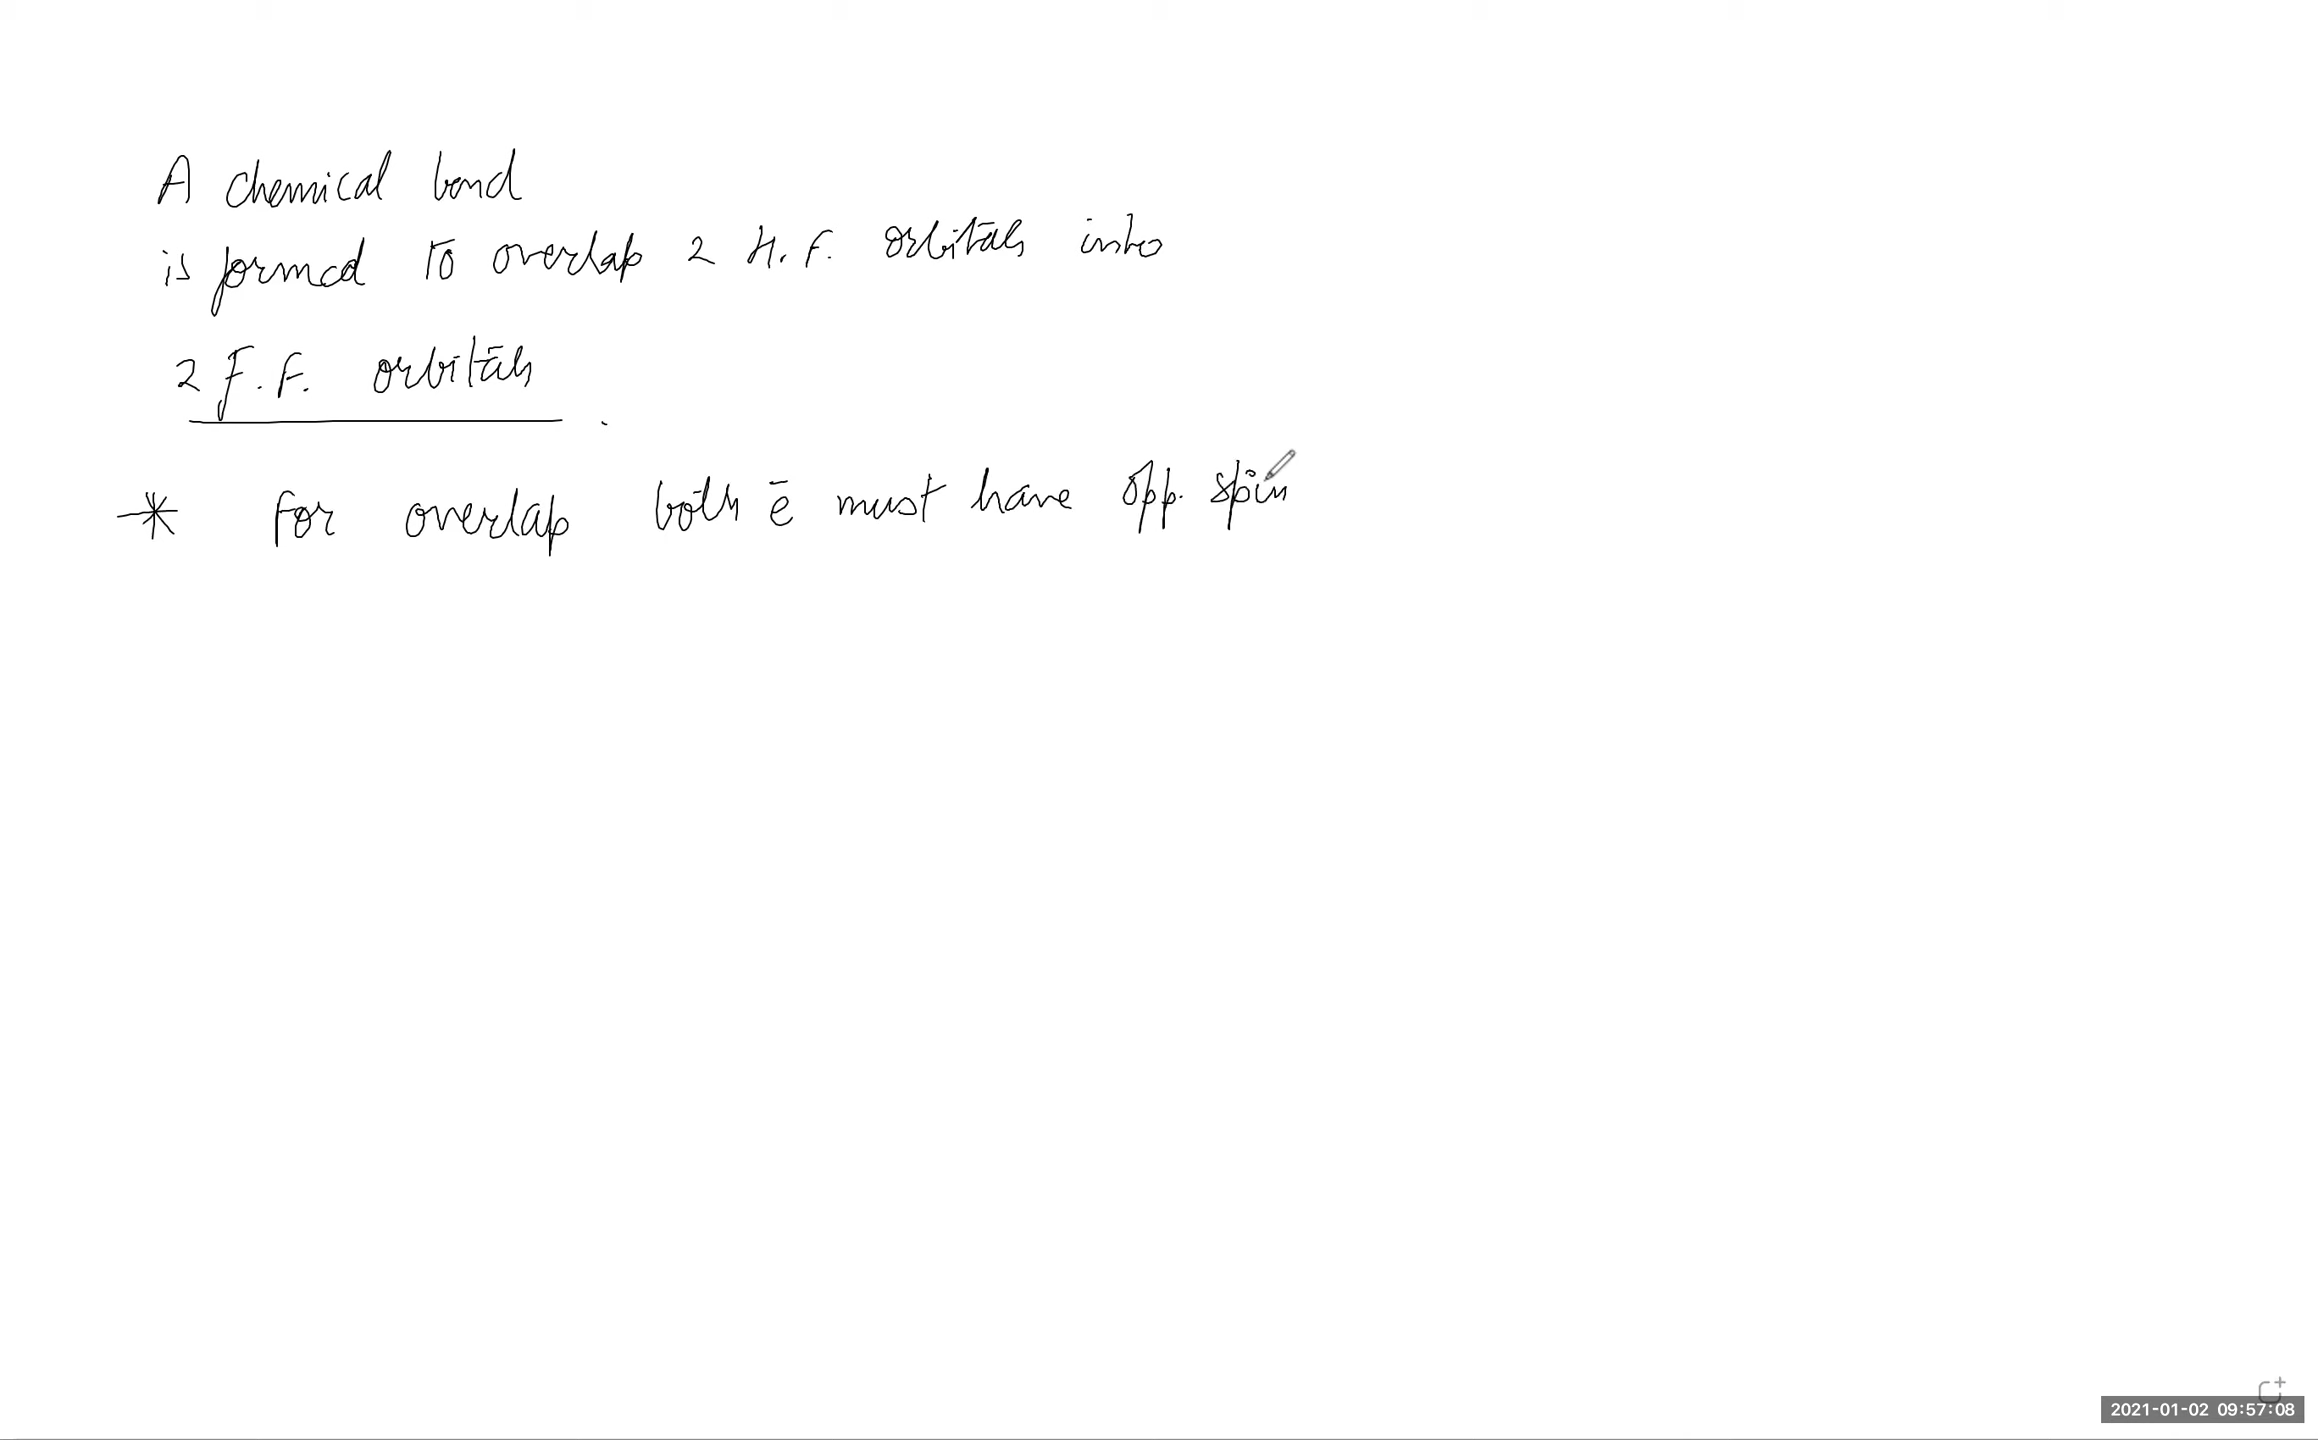 A chemical bond
is formed to overlap 2 H.F. orbitals into
2 F.F. orbitals.
* For overlap both ē must have opp. spin
2021-01-02 09:57:08